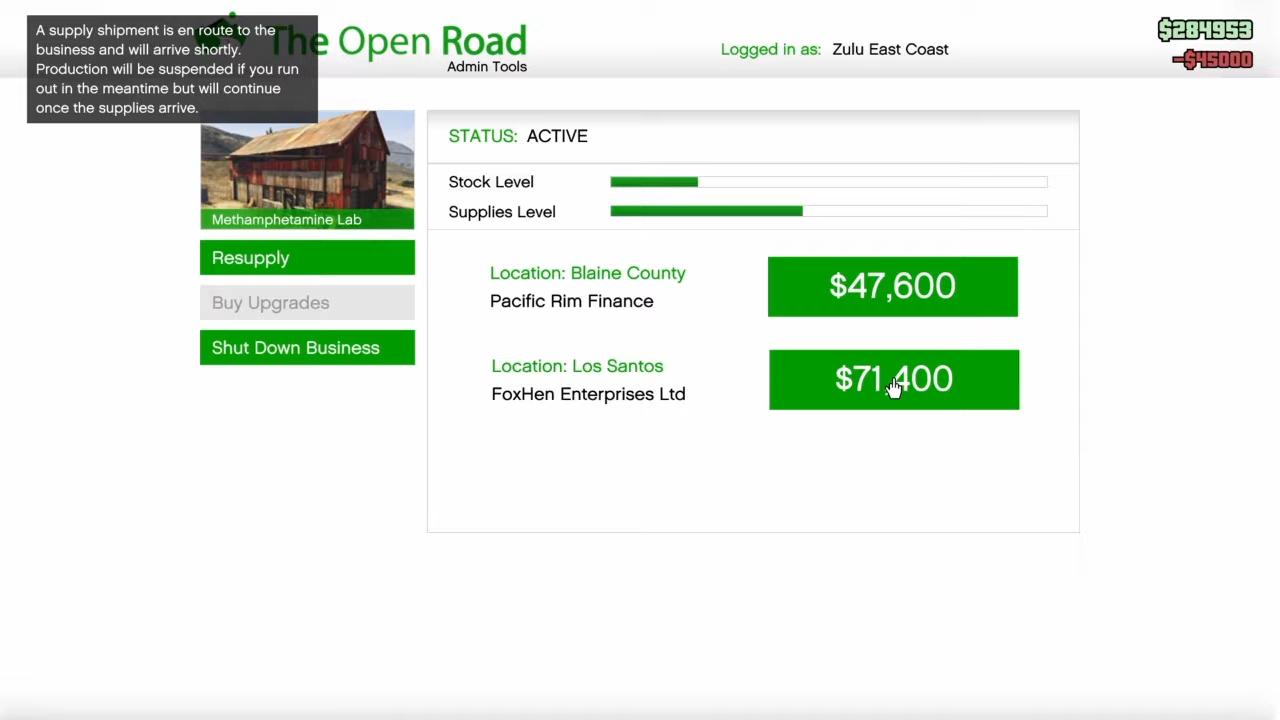 A supply shipment is en route to the
business and will arrive shortly.
Production will be suspended if you run
out in the meantime but will continue
once the supplies arrive.
The Open Road
Admin Tools
Logged in as: Zulu East Coast
$284953
-$45000
Methamphetamine Lab
Resupply
Buy Upgrades
Shut Down Business
STATUS: ACTIVE
Stock Level
Supplies Level
Location: Blaine County
Pacific Rim Finance
$47,600
Location: Los Santos
FoxHen Enterprises Ltd
$71,400